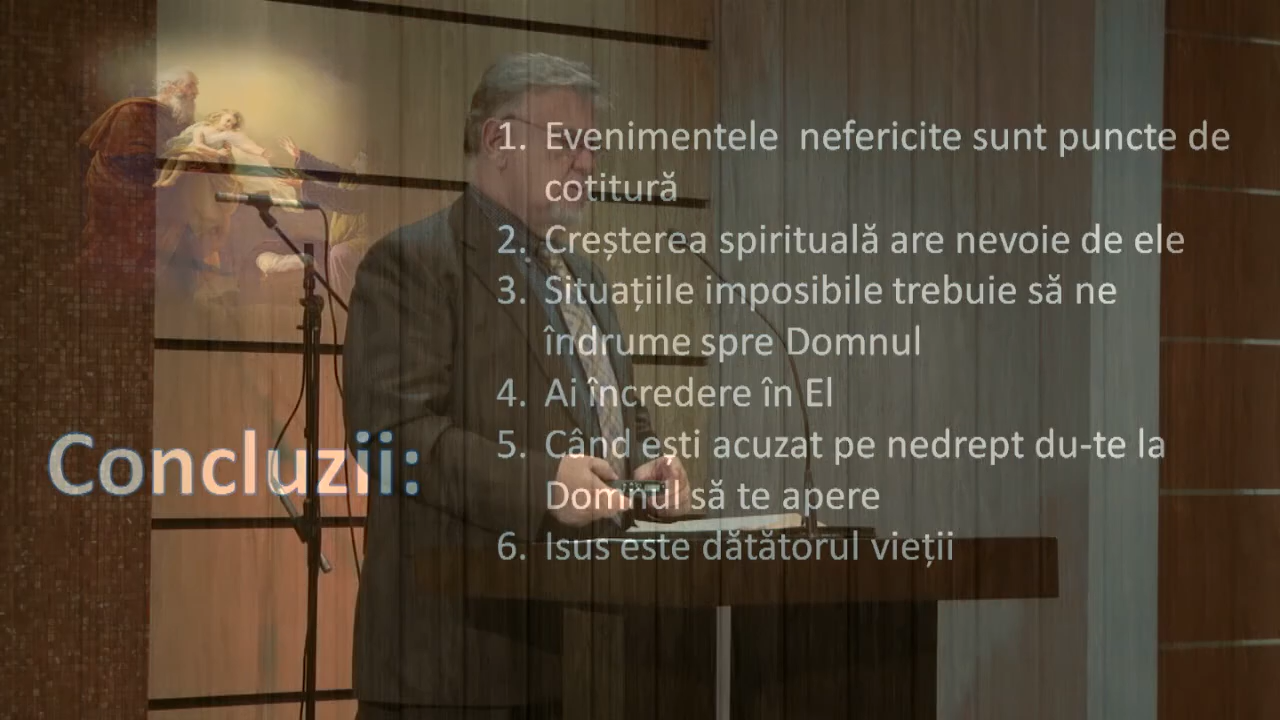 Concluzii:
1. Evenimentele nefericite sunt puncte de
cotitură
2. Creșterea spirituală are nevoie de ele
3. Situațiile imposibile trebuie să ne
îndrume spre Domnul
4. Ai încredere în El
5. Când ești acuzat pe nedrept du-te la
Domnul să te apere
6. Isus este dătătorul vieții